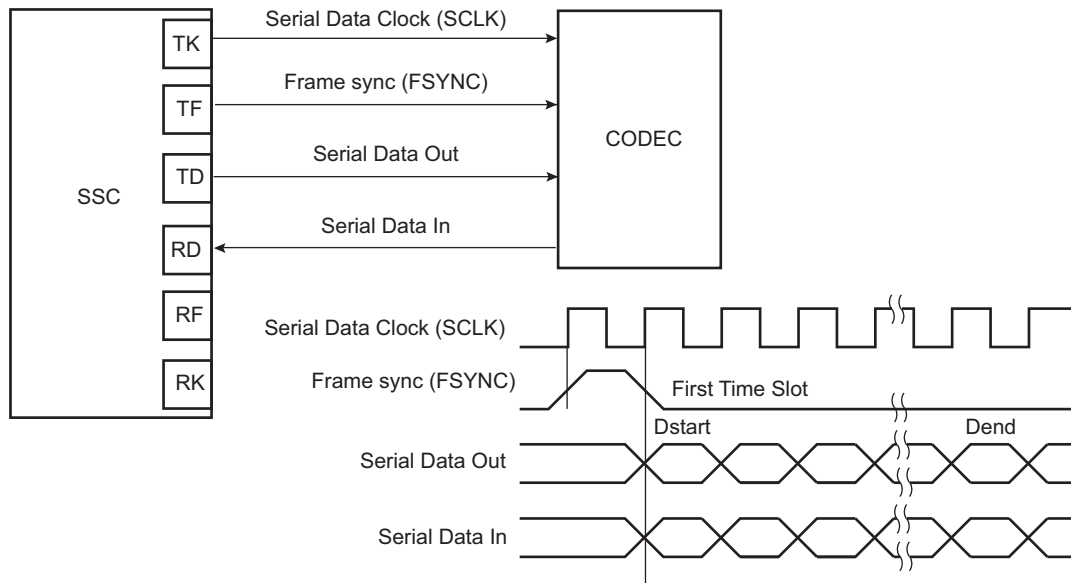 SSC
TK
TF
TD
RD
RF
RK
Serial Data Clock (SCLK)
Frame sync (FSYNC)
Serial Data Out
Serial Data In
CODEC
Serial Data Clock (SCLK)
Frame sync (FSYNC)
First Time Slot
Dstart
Dend
Serial Data Out
Serial Data In